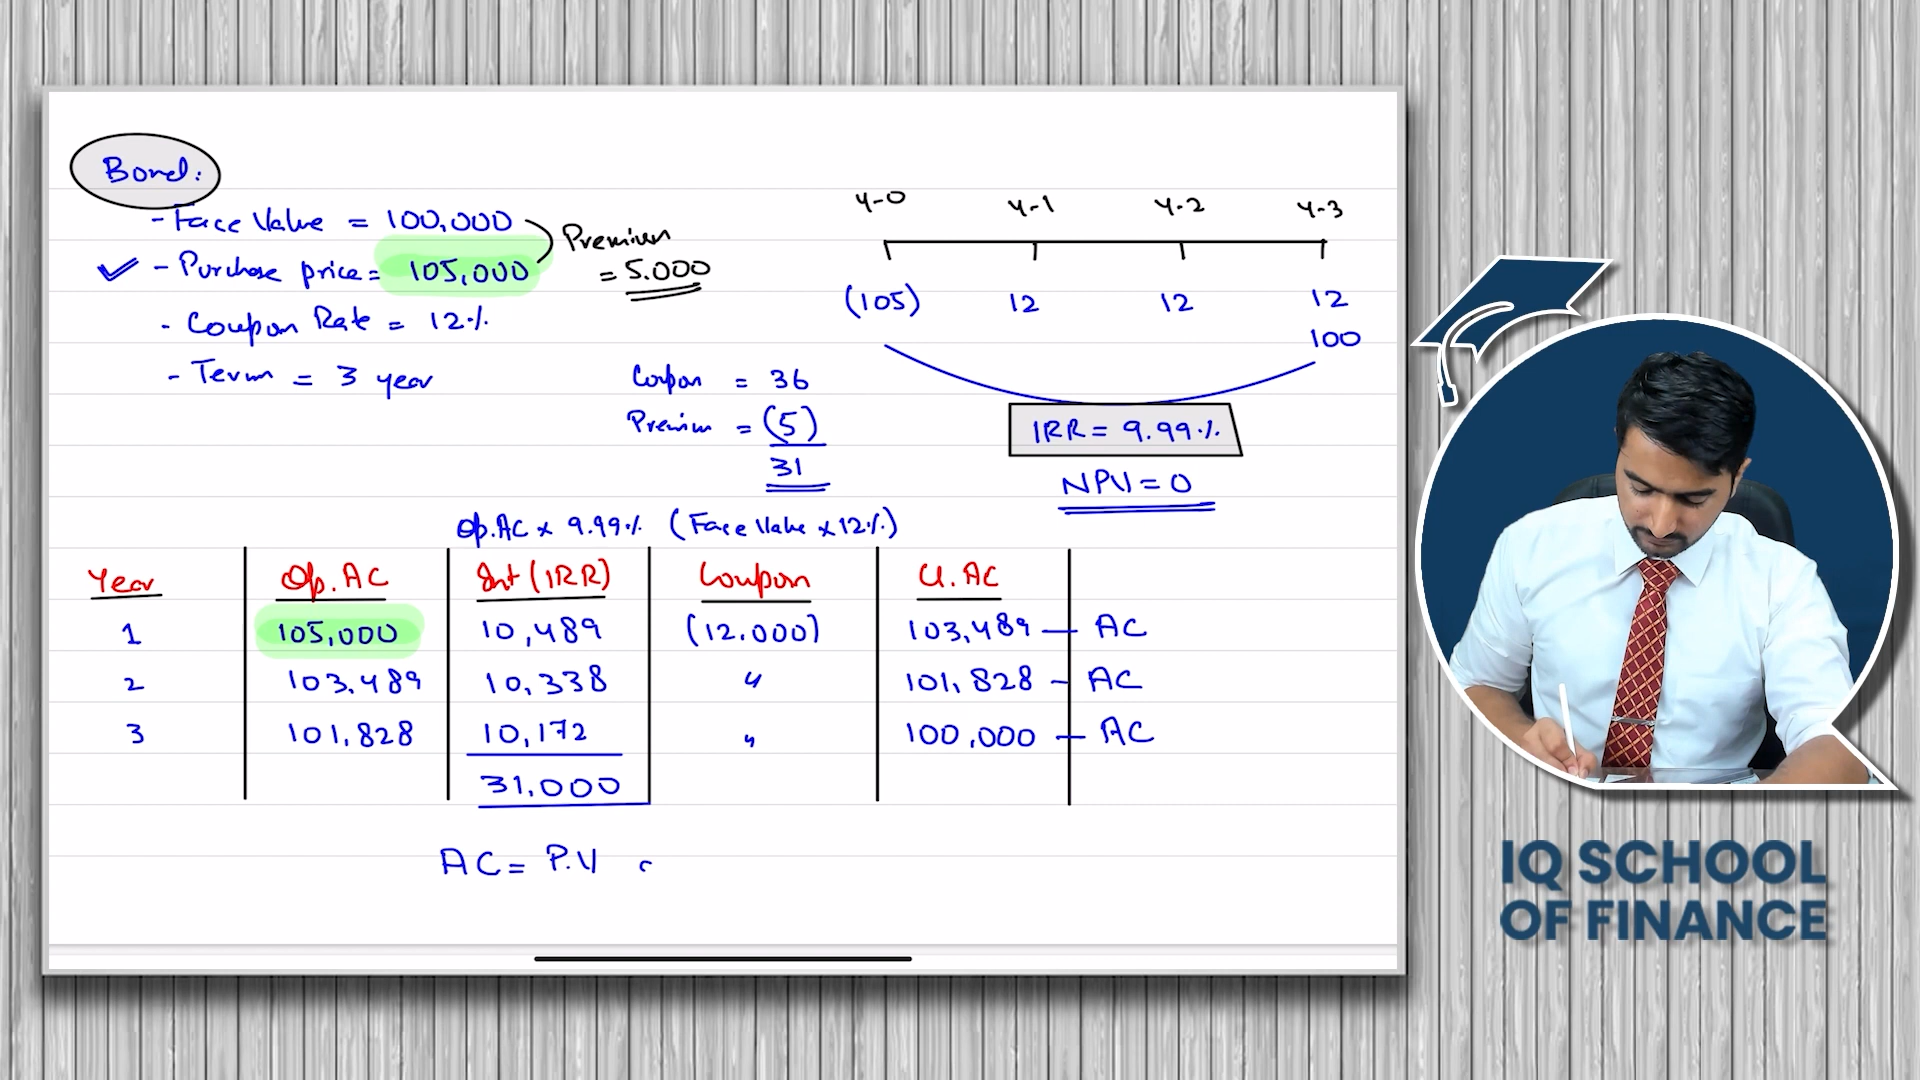 Bond:
- Face Value = 100,000
- Purchase price = 105,000
Premium
= 5.000
- Coupon Rate = 12%
- Term = 3 year
Y-0 Y-1 Y-2 Y-3
(105) 12 12 12
100
Coupon = 36
Premium = (5)
31
IRR = 9.99%
NPV = 0
Op.AC x 9.99% (Face Value x 12%)
Year Op.AC Int (IRR) Coupon Cl.AC
1 105,000 10,489 (12.000) 103,489 — AC
2 103,489 10,338 " 101,828 - AC
3 101,828 10,172 " 100,000 — AC
31,000
AC = P.V
IQ SCHOOL
OF FINANCE